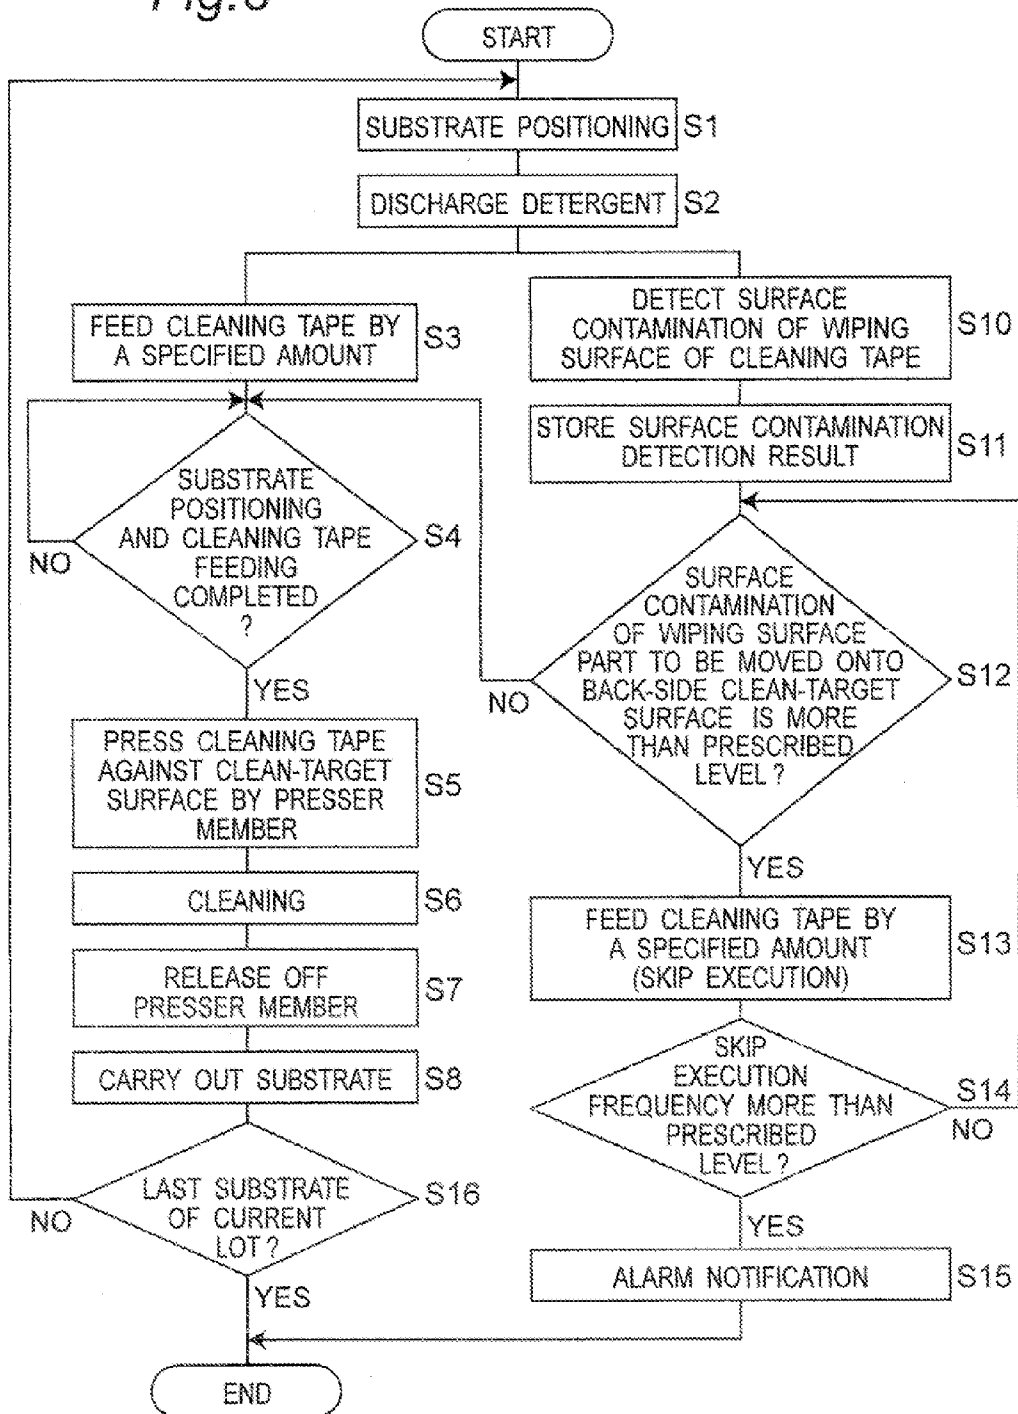 START
SUBSTRATE POSITIONING S1
DISCHARGE DETERGENT S2
FEED CLEANING TAPE BY
A SPECIFIED AMOUNT
S3
SUBSTRATE
POSITIONING
AND CLEANING TAPE
FEEDING
COMPLETED
?
S4
NO
YES
PRESS CLEANING TAPE
AGAINST CLEAN-TARGET
SURFACE BY PRESSER
MEMBER
S5
CLEANING S6
RELEASE OFF
PRESSER MEMBER
S7
CARRY OUT SUBSTRATE S8
LAST SUBSTRATE
OF CURRENT
LOT?
S16
NO
YES
DETECT SURFACE
CONTAMINATION OF WIPING
SURFACE OF CLEANING TAPE
S10
STORE SURFACE CONTAMINATION
DETECTION RESULT
S11
SURFACE
CONTAMINATION
OF WIPING SURFACE
PART TO BE MOVED ONTO
BACK-SIDE CLEAN-TARGET
SURFACE IS MORE
THAN PRESCRIBED
LEVEL?
S12
NO
YES
FEED CLEANING TAPE BY
A SPECIFIED AMOUNT
(SKIP EXECUTION)
S13
SKIP
EXECUTION
FREQUENCY MORE THAN
PRESCRIBED
LEVEL?
S14
NO
YES
ALARM NOTIFICATION S15
END